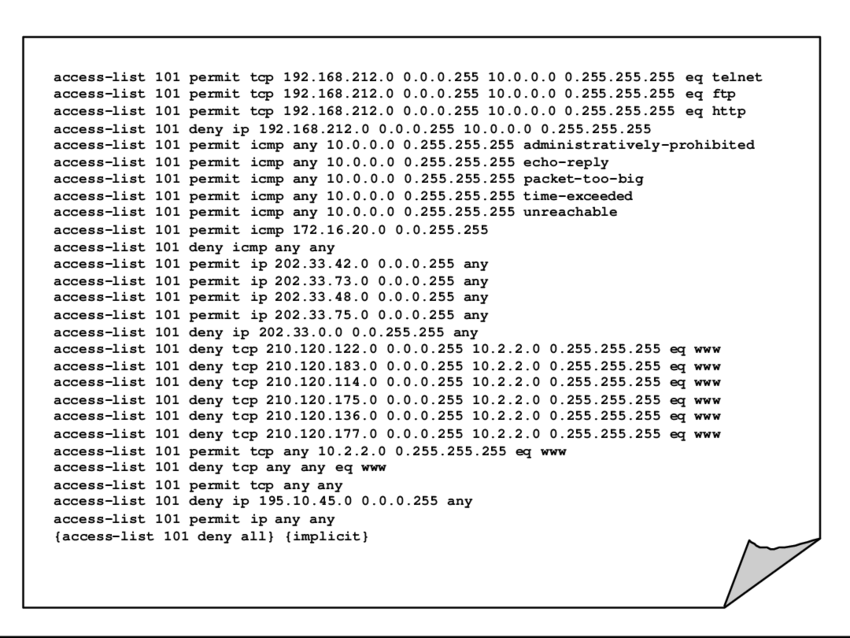 access-list 101 permit tcp 192.168.212.0 0.0.0.255 10.0.0.0 0.255.255.255 eq telnet
access-list 101 permit tcp 192.168.212.0 0.0.0.255 10.0.0.0 0.255.255.255 eq ftp
access-list 101 permit tcp 192.168.212.0 0.0.0.255 10.0.0.0 0.255.255.255 eq http
access-list 101 deny ip 192.168.212.0 0.0.0.255 10.0.0.0 0.255.255.255
access-list 101 permit icmp any 10.0.0.0 0.255.255.255 administratively-prohibited
access-list 101 permit icmp any 10.0.0.0 0.255.255.255 echo-reply
access-list 101 permit icmp any 10.0.0.0 0.255.255.255 packet-too-big
access-list 101 permit icmp any 10.0.0.0 0.255.255.255 time-exceeded
access-list 101 permit icmp any 10.0.0.0 0.255.255.255 unreachable
access-list 101 permit icmp 172.16.20.0 0.0.255.255
access-list 101 deny icmp any any
access-list 101 permit ip 202.33.42.0 0.0.0.255 any
access-list 101 permit ip 202.33.73.0 0.0.0.255 any
access-list 101 permit ip 202.33.48.0 0.0.0.255 any
access-list 101 permit ip 202.33.75.0 0.0.0.255 any
access-list 101 deny ip 202.33.0.0 0.0.255.255 any
access-list 101 deny tcp 210.120.122.0 0.0.0.255 10.2.2.0 0.255.255.255 eq www
access-list 101 deny tcp 210.120.183.0 0.0.0.255 10.2.2.0 0.255.255.255 eq www
access-list 101 deny tcp 210.120.114.0 0.0.0.255 10.2.2.0 0.255.255.255 eq www
access-list 101 deny tcp 210.120.175.0 0.0.0.255 10.2.2.0 0.255.255.255 eq www
access-list 101 deny tcp 210.120.136.0 0.0.0.255 10.2.2.0 0.255.255.255 eq www
access-list 101 deny tcp 210.120.177.0 0.0.0.255 10.2.2.0 0.255.255.255 eq www
access-list 101 permit tcp any 10.2.2.0 0.255.255.255 eq www
access-list 101 deny tcp any any eq www
access-list 101 permit tcp any any
access-list 101 deny ip 195.10.45.0 0.0.0.255 any
access-list 101 permit ip any any
{access-list 101 deny all} {implicit}